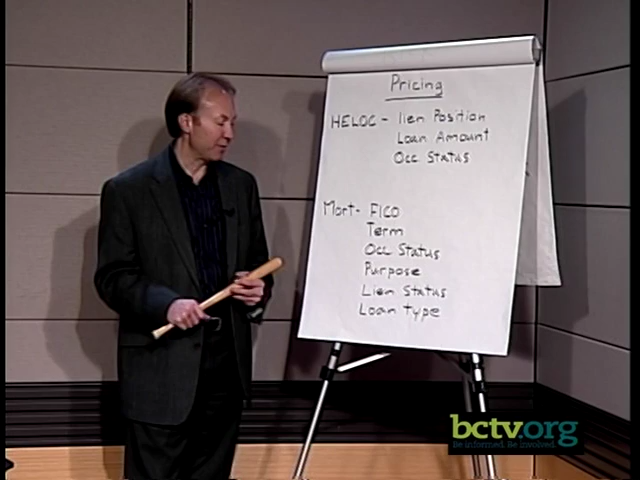 Pricing
HELOC - lien Position
Loan Amount
Occ Status
Mort - FICO
Term
Occ Status
Purpose
Lien Status
Loan type
bctv.org
Be informed. Be involved.